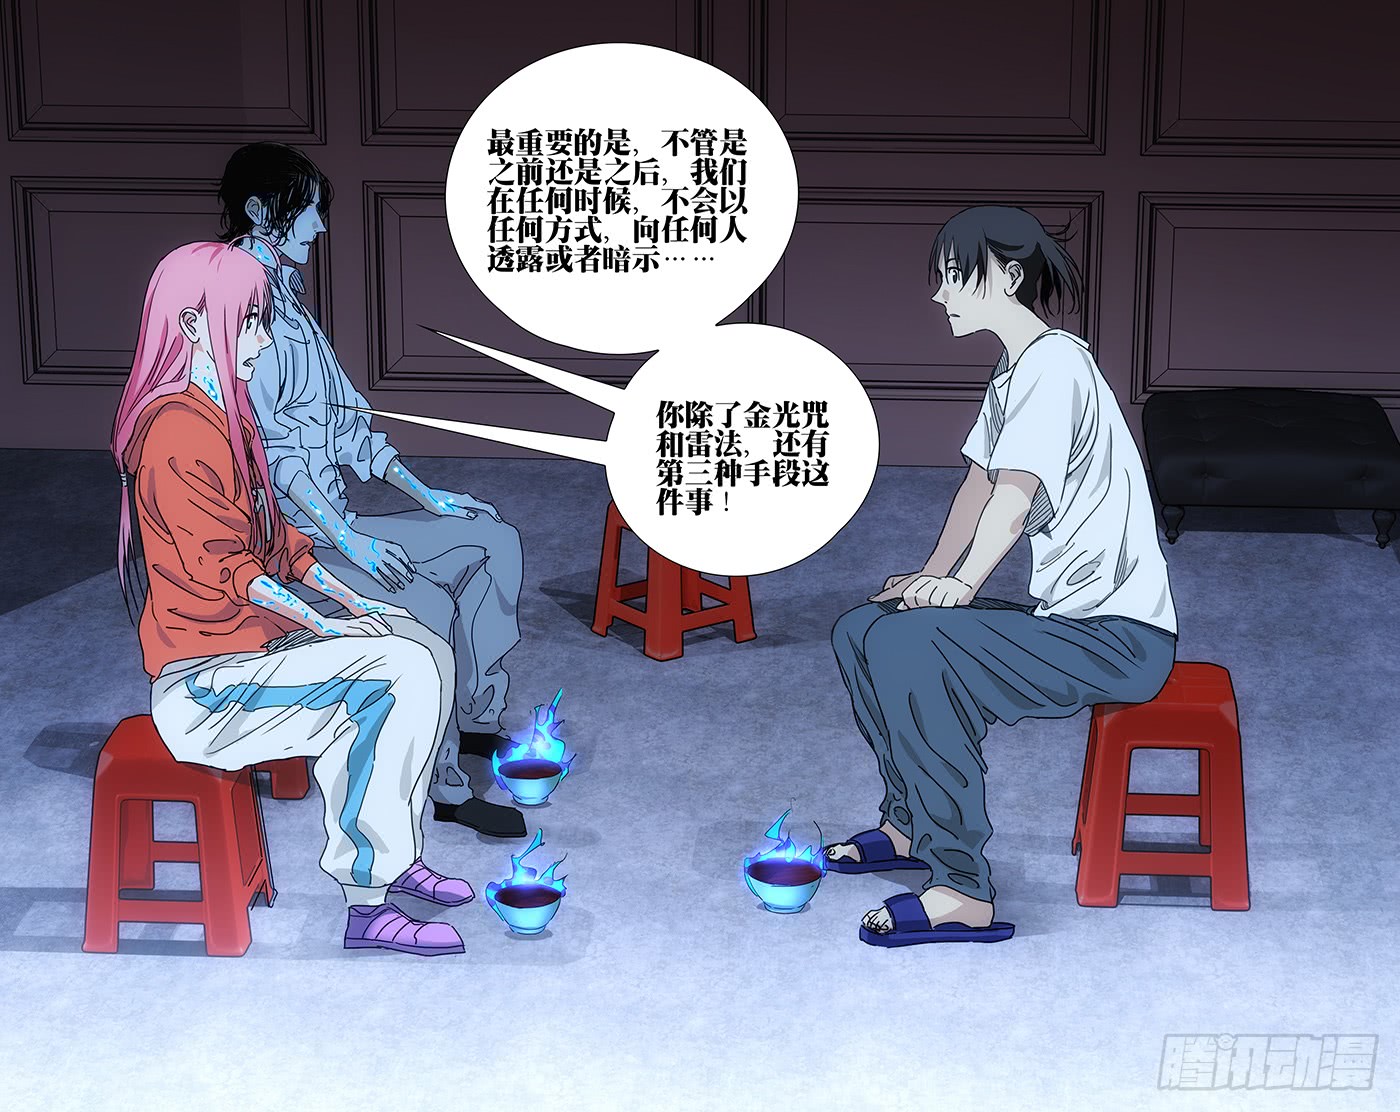 最重要的是，不管是
之前还是之后，我们
在任何时候，不会以
任何方式，向任何人
透露或者暗示……
你除了金光咒
和雷法，还有
第三种手段这
件事！
腾讯动漫